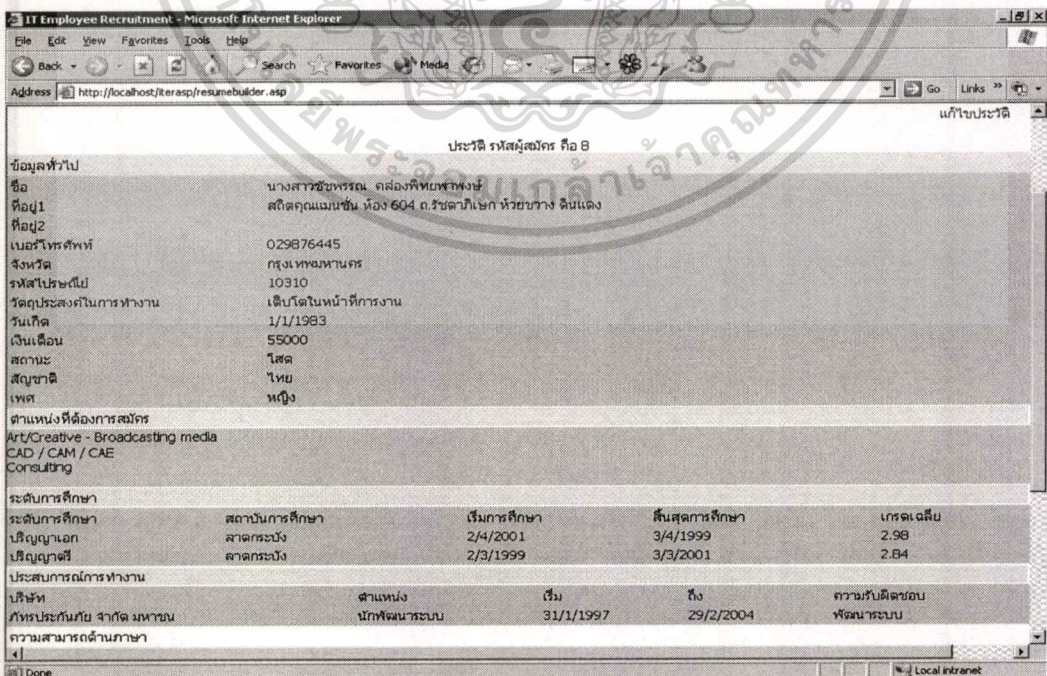 IT Employee Recruitment - Microsoft Internet Explorer
File Edit View Favorites Tools Help
Back Search Favorites Media
Address http://localhost/iterasp/resumebuilder.asp Go Links »
แก้ไขประวัติ
ประวัติ รหัสผู้สมัคร คือ 8
ข้อมูลทั่วไป
ชื่อ นางสาวชัชพรรณ คล่องพิทยาพงษ์
ที่อยู่1 สถิตคุณแมนชั่น ห้อง 604 ถ.รัชดาภิเษก ห้วยขวาง ดินแดง
ที่อยู่2
เบอร์โทรศัพท์ 029876445
จังหวัด กรุงเทพมหานคร
รหัสไปรษณีย์ 10310
วัตถุประสงค์ในการทำงาน เติบโตในหน้าที่การงาน
วันเกิด 1/1/1983
เงินเดือน 55000
สถานะ โสด
สัญชาติ ไทย
เพศ หญิง
ตำแหน่งที่ต้องการสมัคร
Art/Creative - Broadcasting media
CAD / CAM / CAE
Consulting
ระดับการศึกษา
ระดับการศึกษา สถาบันการศึกษา เริ่มการศึกษา สิ้นสุดการศึกษา เกรดเฉลี่ย
ปริญญาเอก ลาดกระบัง 2/4/2001 3/4/1999 2.98
ปริญญาตรี ลาดกระบัง 2/3/1999 3/3/2001 2.84
ประสบการณ์การทำงาน
บริษัท ตำแหน่ง เริ่ม ถึง ความรับผิดชอบ
ภัทรประกันภัย จำกัด มหาชน นักพัฒนาระบบ 31/1/1997 29/2/2004 พัฒนาระบบ
ความสามารถด้านภาษา
Done Local intranet